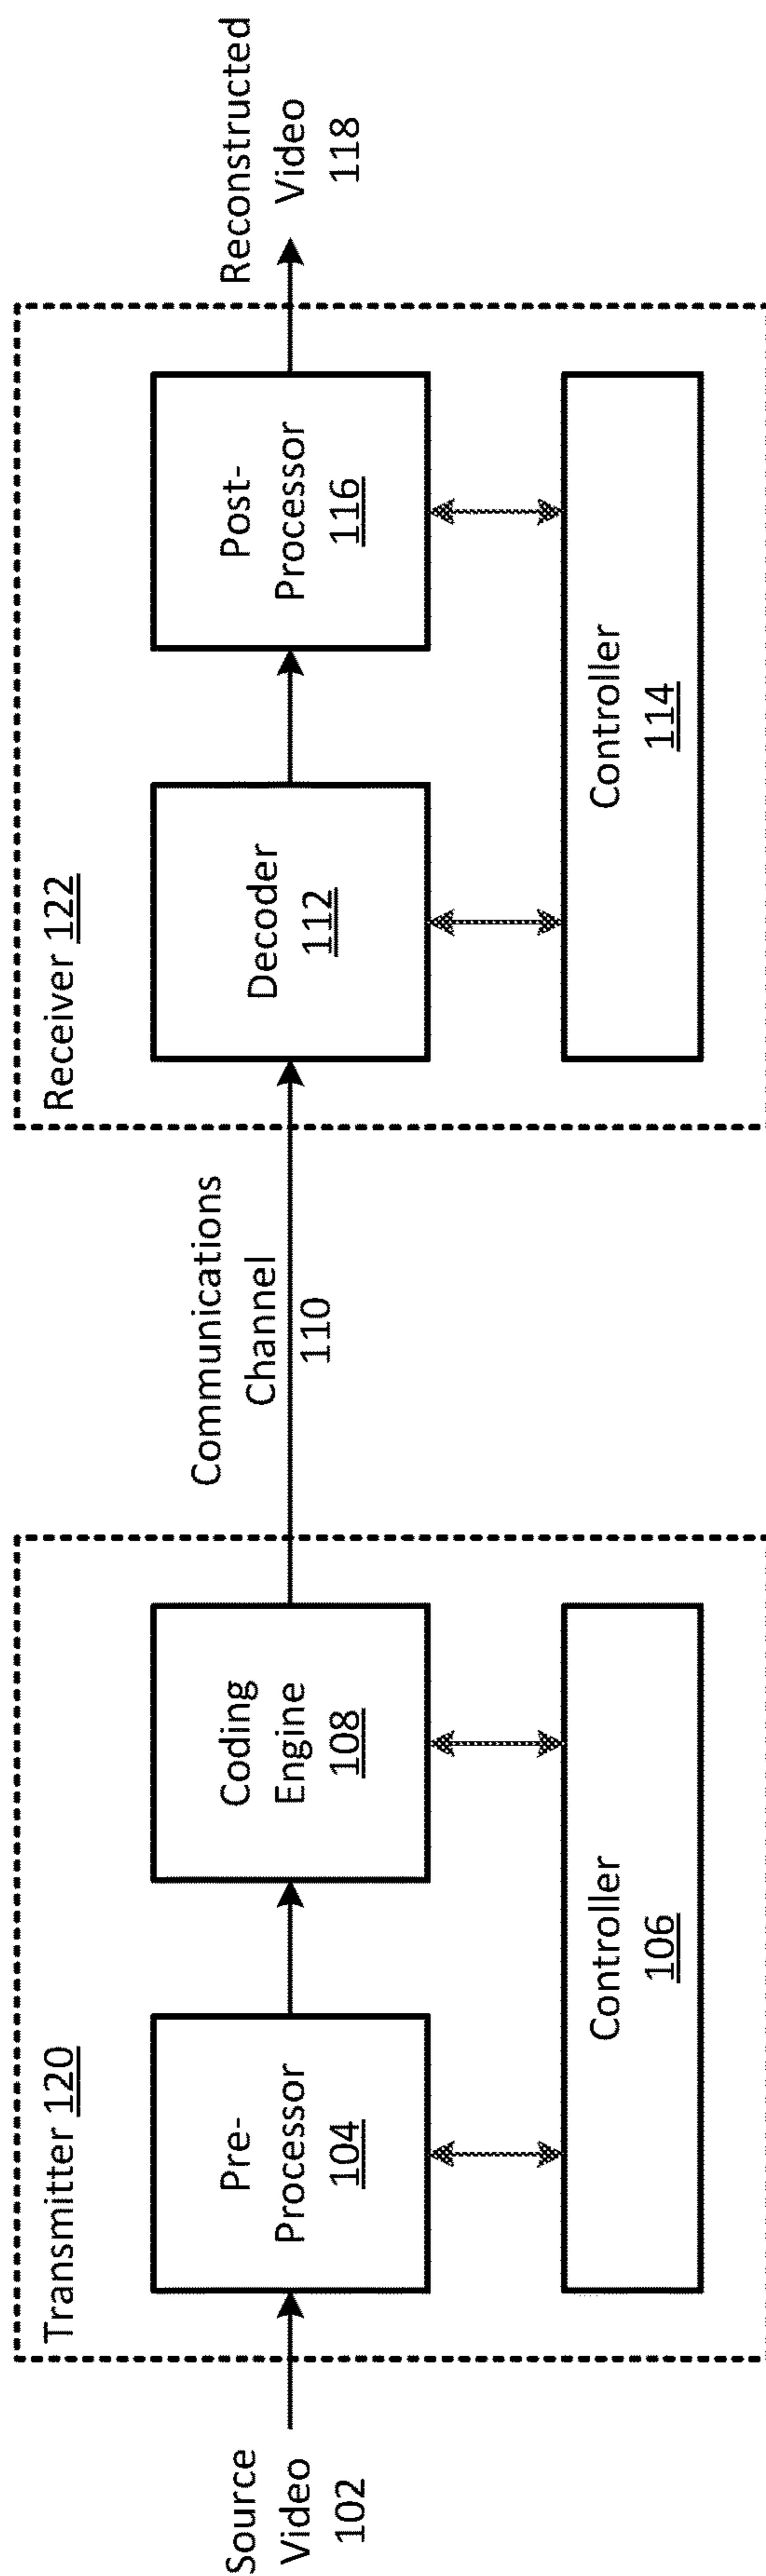 Source
Video
102
Transmitter 120
Pre-
Processor
104
Coding
Engine
108
Controller
106
Communications
Channel
110
Receiver 122
Decoder
112
Post-
Processor
116
Controller
114
Reconstructed
Video
118